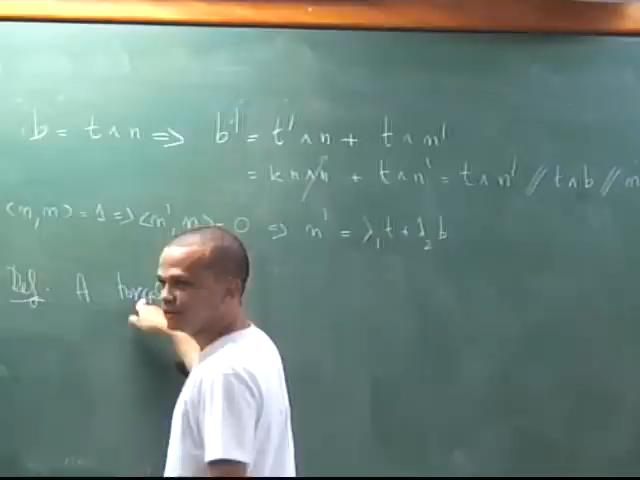 b = t ∧ n ⇒ b' = t' ∧ n + t ∧ n'
= k n ∧ n + t ∧ n' = t ∧ n' // t ∧ b // n
<n, n> = 1 ⇒ <n', n> = 0 ⇒ n' = λ₁ t + λ₂ b
Def. A